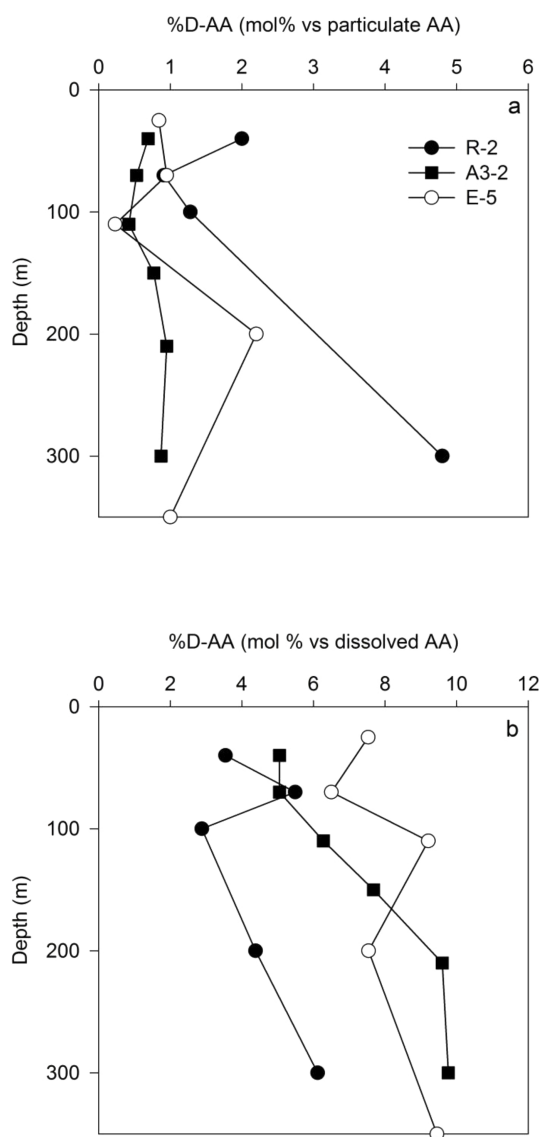 %D-AA (mol% vs particulate AA)
0 1 2 3 4 5 6
0
a
R-2
A3-2
E-5
100
Depth (m)
200
300
%D-AA (mol % vs dissolved AA)
0 2 4 6 8 10 12
0
b
100
Depth (m)
200
300